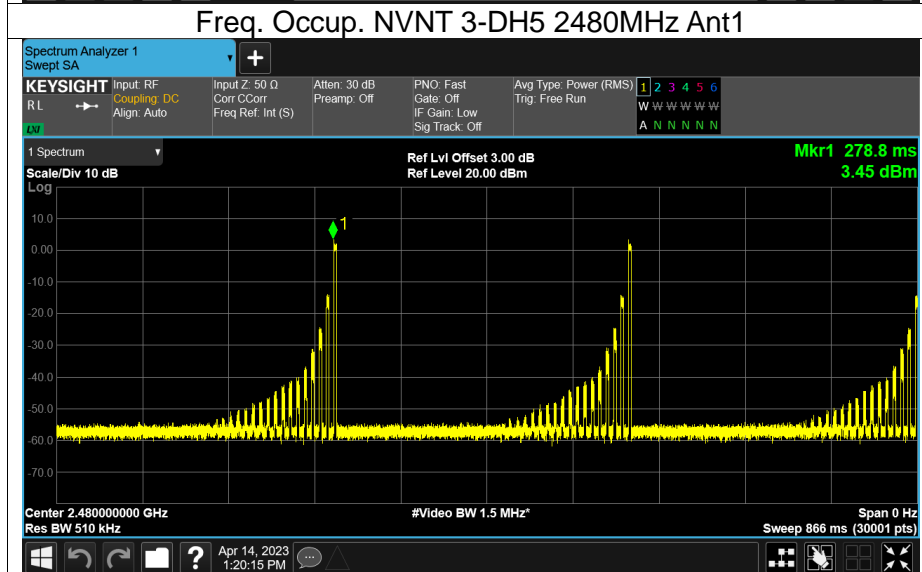 Freq. Occup. NVNT 3-DH5 2480MHz Ant1
Spectrum Analyzer 1
Swept SA
+
KEYSIGHT
R L
LXI
Input: RF
Coupling: DC
Align: Auto
Input Z: 50 Ω
Corr CCorr
Freq Ref: Int (S)
Atten: 30 dB
Preamp: Off
PNO: Fast
Gate: Off
IF Gain: Low
Sig Track: Off
Avg Type: Power (RMS)
Trig: Free Run
1 2 3 4 5 6
W W W W W W
A N N N N N
1 Spectrum
Scale/Div 10 dB
Ref Lvl Offset 3.00 dB
Ref Level 20.00 dBm
Mkr1 278.8 ms
3.45 dBm
Log
10.0
0.00
-10.0
-20.0
-30.0
-40.0
-50.0
-60.0
-70.0
1
Center 2.480000000 GHz
Res BW 510 kHz
#Video BW 1.5 MHz*
Span 0 Hz
Sweep 866 ms (30001 pts)
?
Apr 14, 2023
1:20:15 PM